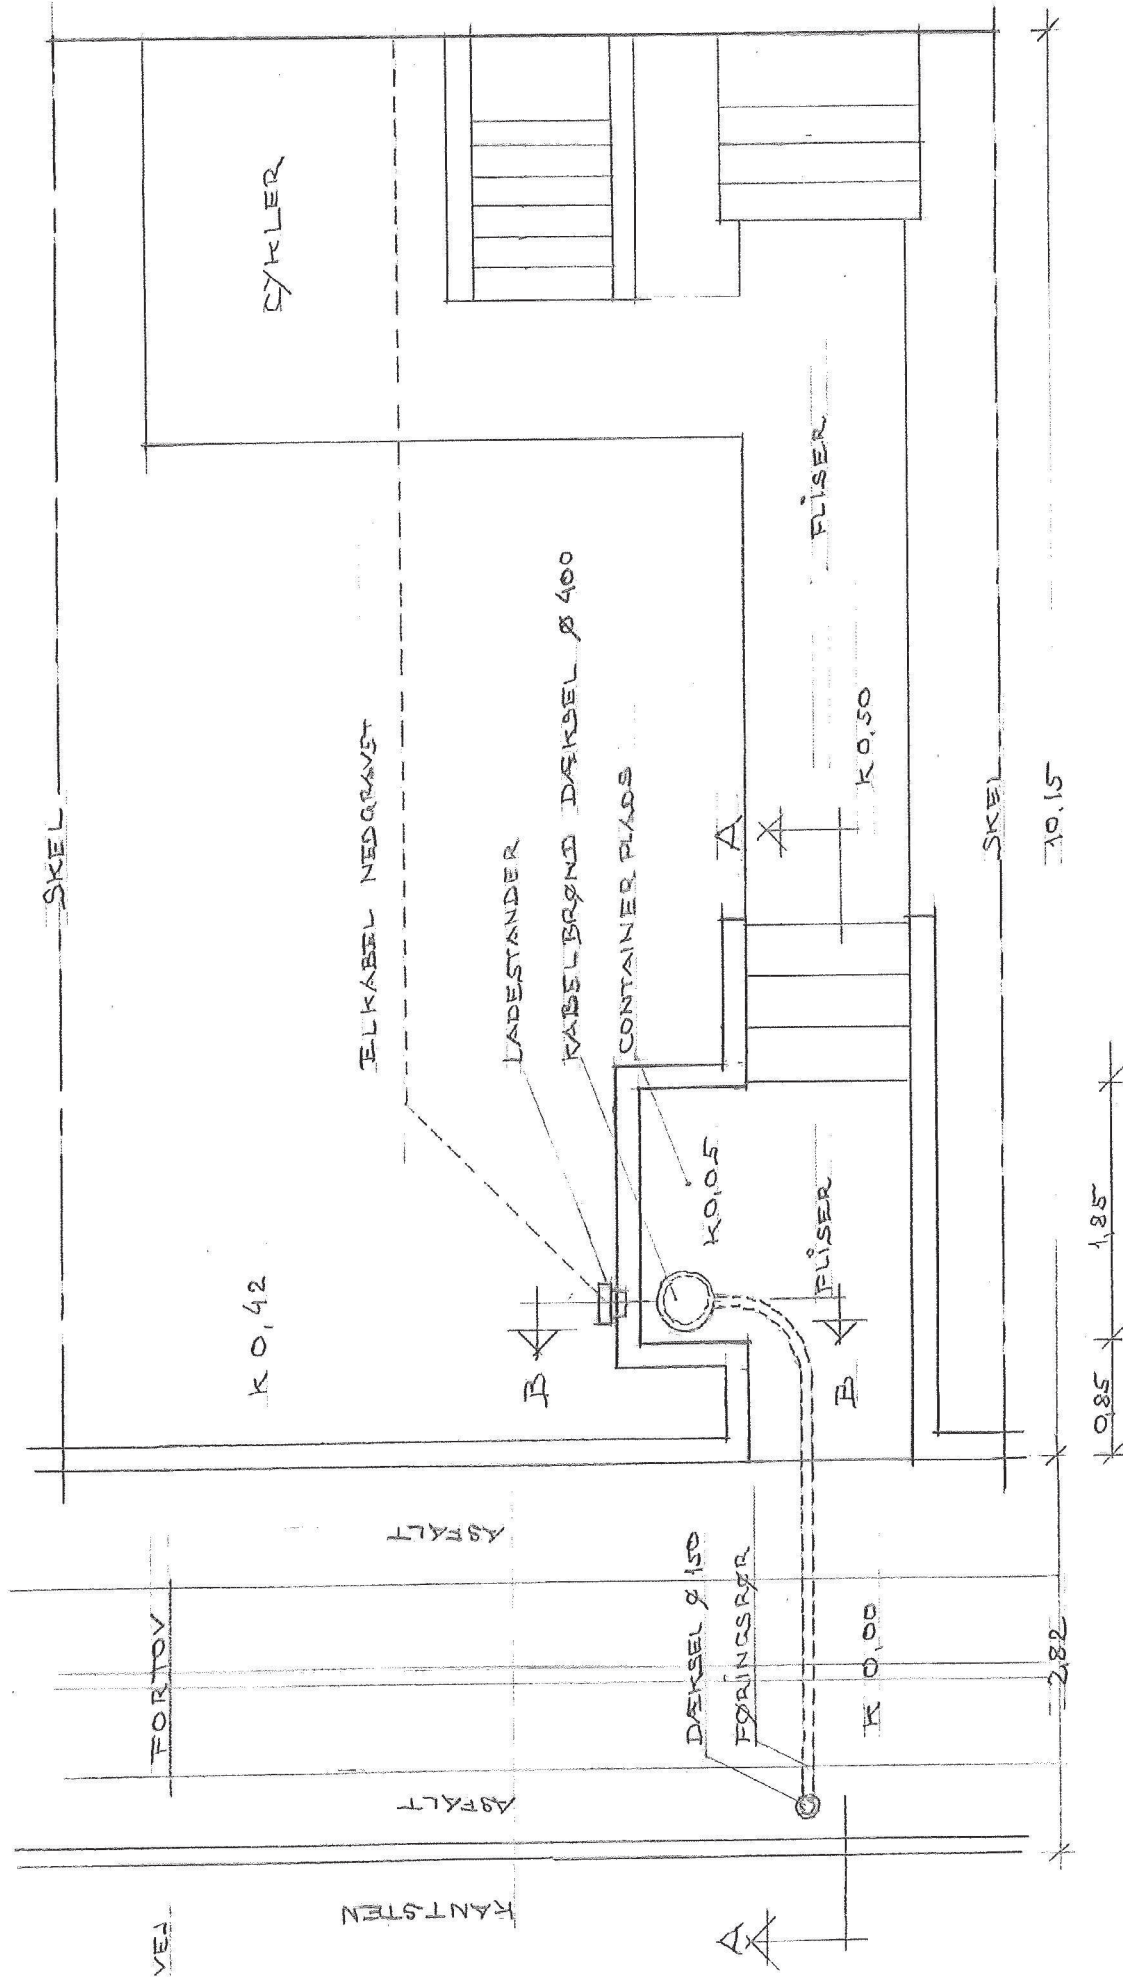 SKEL
CYKLER
ELKABEL NEDGRAVET
LADESTANDER
KABELBRØND DÆKSEL Ø 400
CONTAINER PLADS
FLISER
K 0,50
A
SKEL
10,15
K 0,42
K 0,05
FLISER
B
B
1,85
0,85
ASFALT
FORTOV
DÆKSEL Ø 150
FØRINGSRØR
K 0,00
2,82
ASFALT
KANTSTEN
VEJ
A